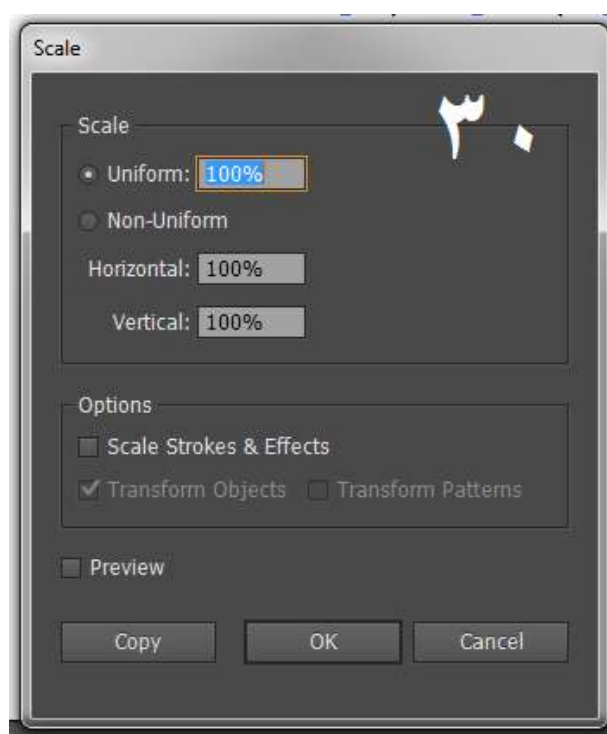 Scale
٣٠
Scale
Uniform: 100%
Non-Uniform
Horizontal: 100%
Vertical: 100%
Options
Scale Strokes & Effects
Transform Objects Transform Patterns
Preview
Copy OK Cancel